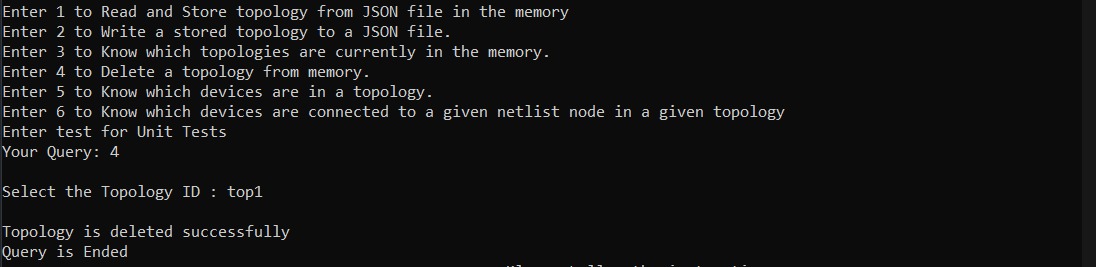 Enter 1 to Read and Store topology from JSON file in the memory
Enter 2 to Write a stored topology to a JSON file.
Enter 3 to Know which topologies are currently in the memory.
Enter 4 to Delete a topology from memory.
Enter 5 to Know which devices are in a topology.
Enter 6 to Know which devices are connected to a given netlist node in a given topology
Enter test for Unit Tests
Your Query: 4
Select the Topology ID : top1
Topology is deleted successfully
Query is Ended